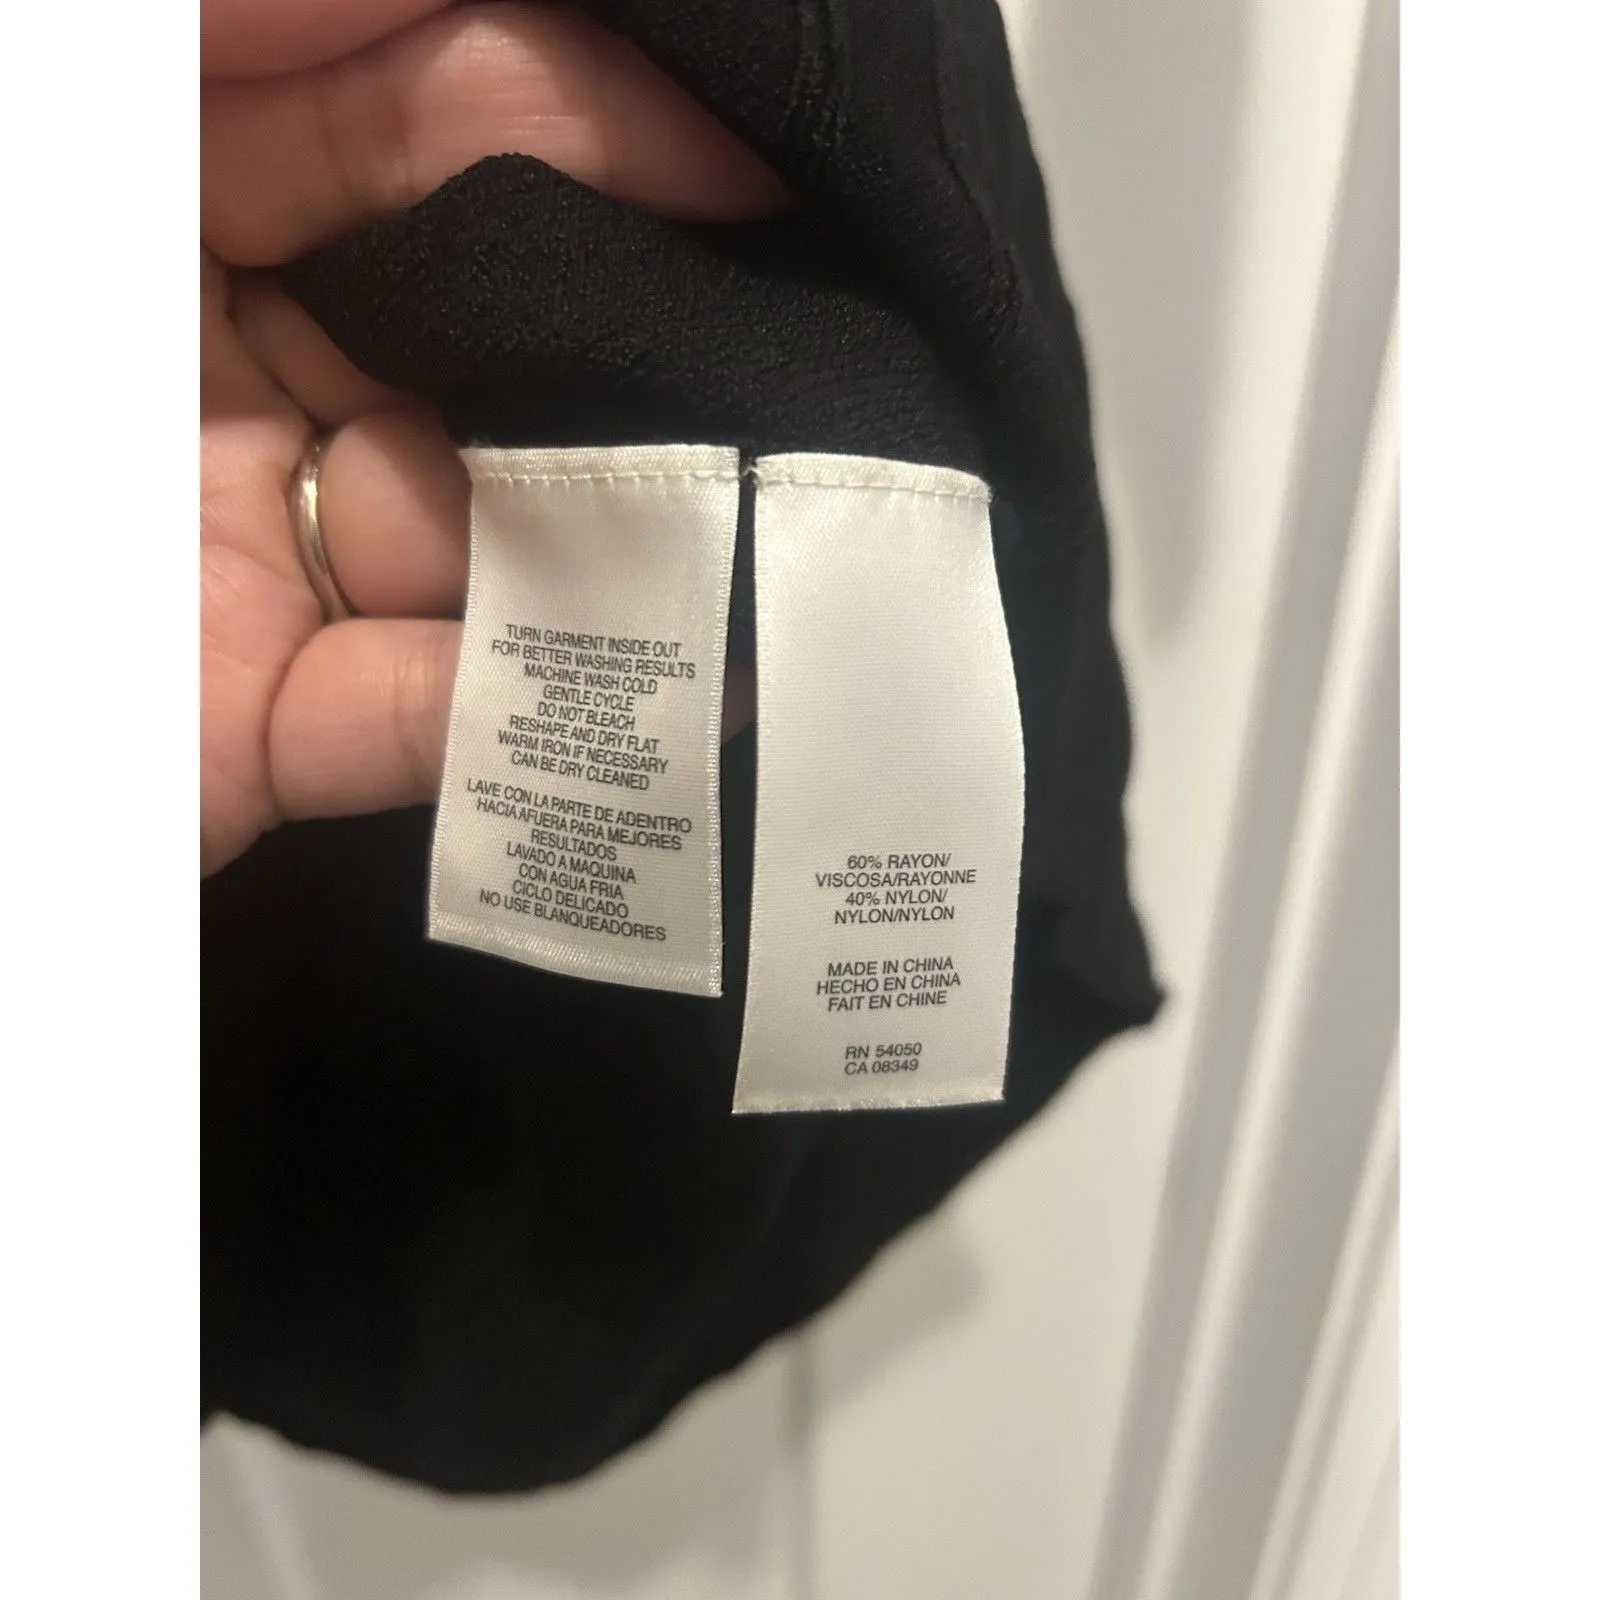 TURN GARMENT INSIDE OUT
FOR BETTER WASHING RESULTS
MACHINE WASH COLD
GENTLE CYCLE
DO NOT BLEACH
RESHAPE AND DRY FLAT
WARM IRON IF NECESSARY
CAN BE DRY CLEANED
LAVE CON LA PARTE DE ADENTRO
HACIA AFUERA PARA MEJORES
RESULTADOS
LAVADO A MAQUINA
CON AGUA FRIA
CICLO DELICADO
NO USE BLANQUEADORES
60% RAYON/
VISCOSA/RAYONNE
40% NYLON/
NYLON/NYLON
MADE IN CHINA
HECHO EN CHINA
FAIT EN CHINE
RN 54050
CA 08349